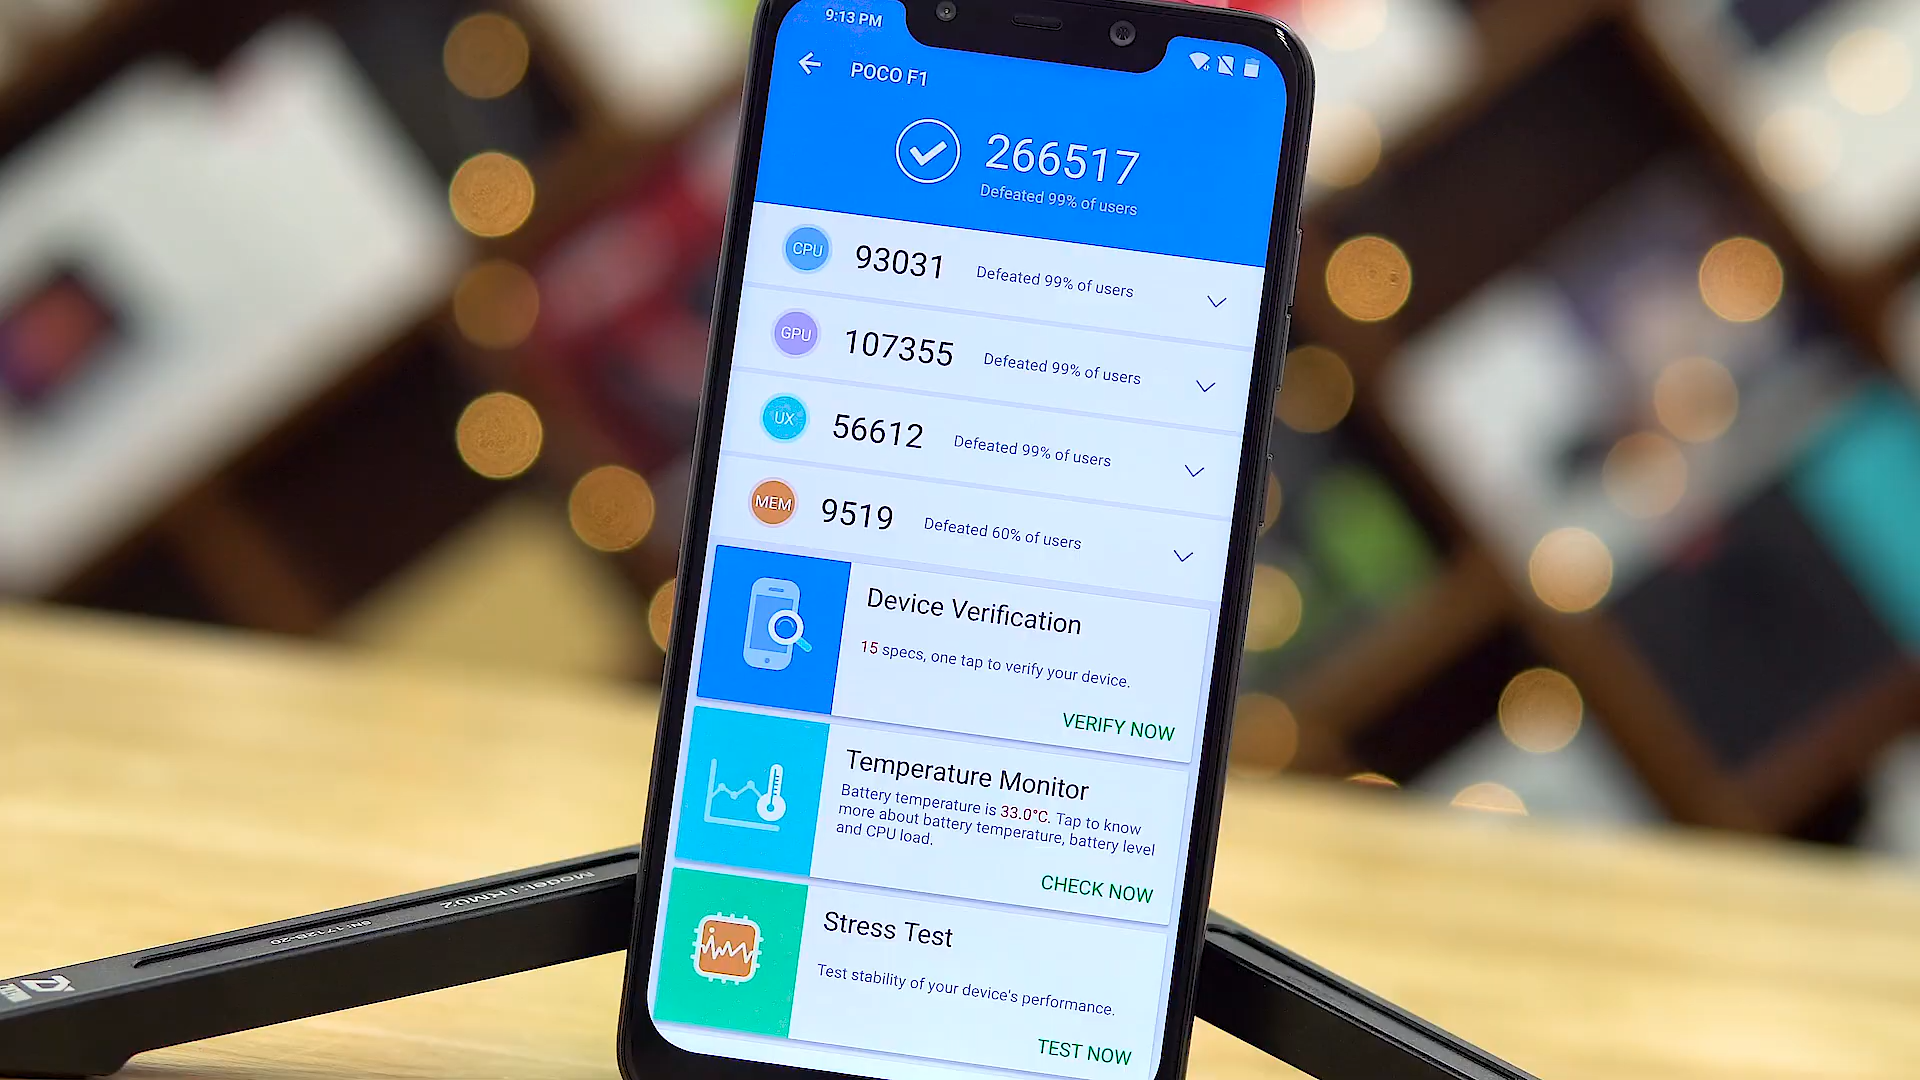 9:13 PM
POCO F1
266517
Defeated 99% of users
CPU 93031 Defeated 99% of users
GPU 107355 Defeated 99% of users
UX 56612 Defeated 99% of users
MEM 9519 Defeated 60% of users
Device Verification
15 specs, one tap to verify your device.
VERIFY NOW
Temperature Monitor
Battery temperature is 33.0°C. Tap to know
more about battery temperature, battery level
and CPU load.
CHECK NOW
Stress Test
Test stability of your device's performance.
TEST NOW